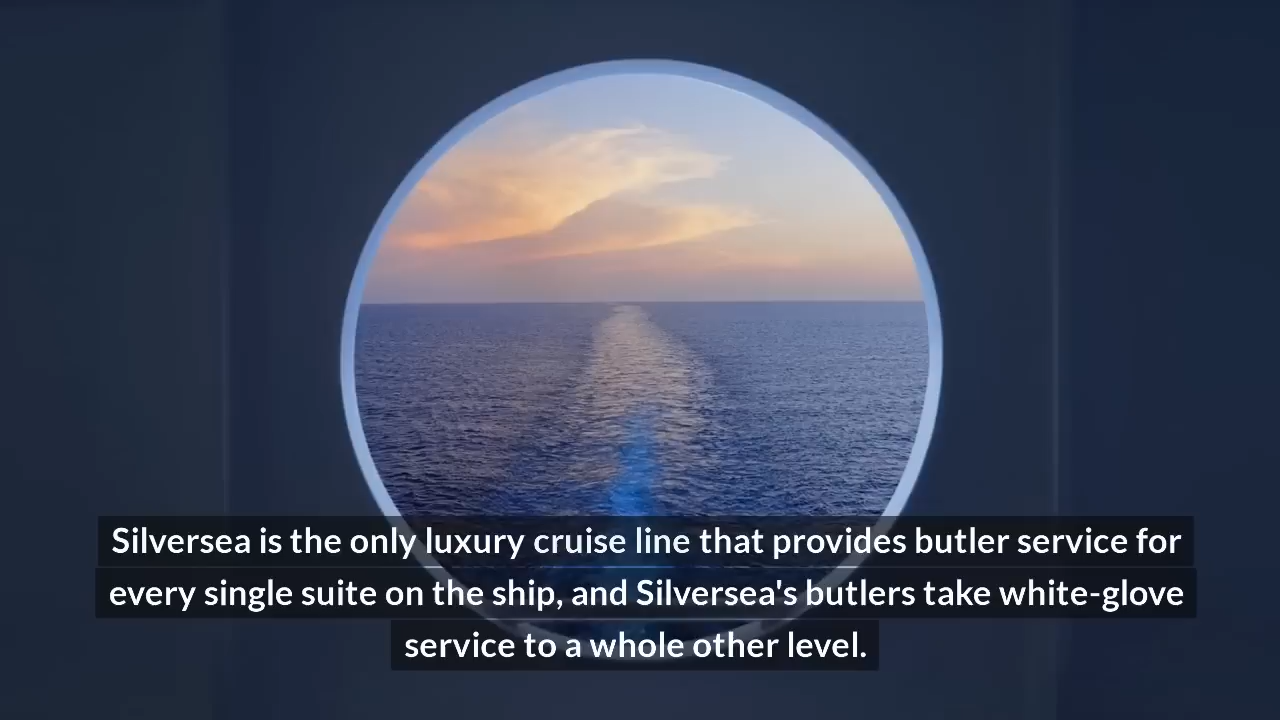 Silversea is the only luxury cruise line that provides butler service for
every single suite on the ship, and Silversea's butlers take white-glove
service to a whole other level.